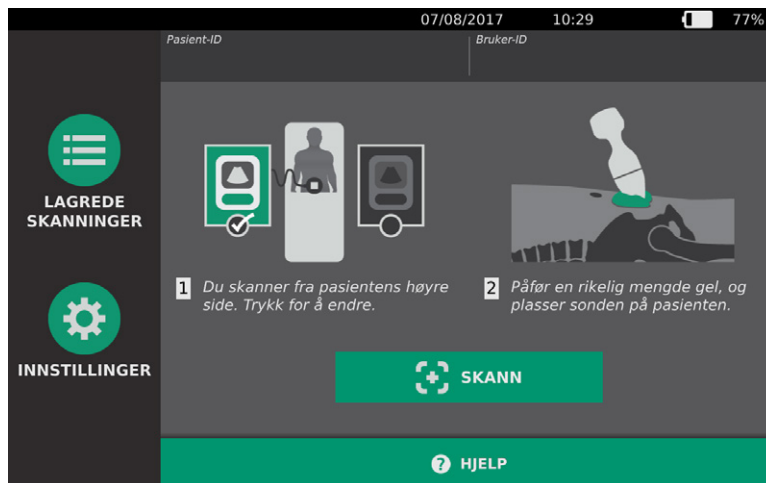 07/08/2017 10:29 77%
Pasient-ID Bruker-ID
LAGREDE
SKANNINGER
1 Du skanner fra pasientens høyre
side. Trykk for å endre.
2 Påfør en rikelig mengde gel, og
plasser sonden på pasienten.
INNSTILLINGER
SKANN
? HJELP